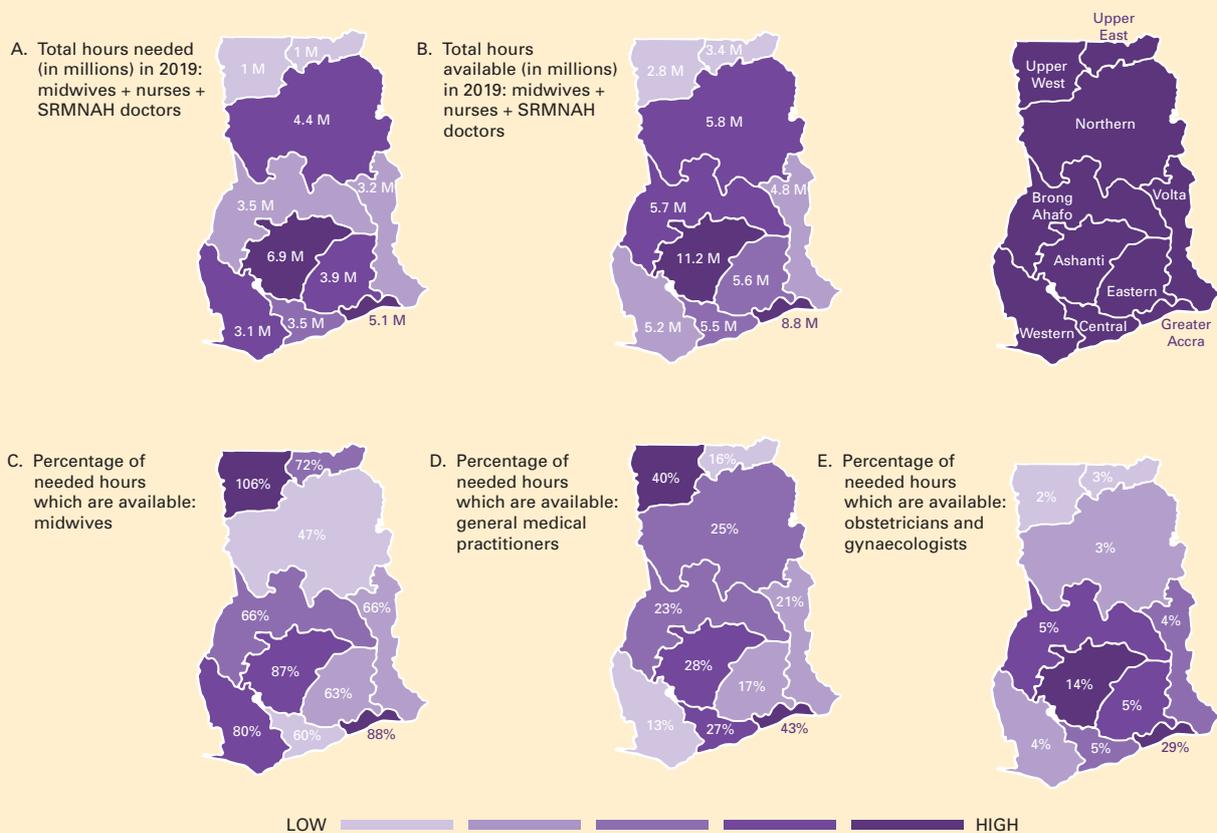 A. Total hours needed
(in millions) in 2019:
midwives + nurses +
SRMNAH doctors
1 M
1 M
4.4 M
3.5 M
3.2 M
6.9 M
3.9 M
3.1 M
3.5 M
5.1 M
B. Total hours
available (in millions)
in 2019: midwives +
nurses + SRMNAH
doctors
3.4 M
2.8 M
5.8 M
4.8 M
5.7 M
11.2 M
5.6 M
5.2 M
5.5 M
8.8 M
Upper
East
Upper
West
Northern
Brong
Ahafo
Volta
Ashanti
Eastern
Western
Central
Greater
Accra
C. Percentage of
needed hours
which are available:
midwives
72%
106%
47%
66%
66%
87%
63%
80%
60%
88%
D. Percentage of
needed hours
which are available:
general medical
practitioners
16%
40%
25%
23%
21%
28%
17%
13%
27%
43%
E. Percentage of
needed hours
which are available:
obstetricians and
gynaecologists
3%
2%
3%
5%
4%
14%
5%
4%
5%
29%
LOW
HIGH